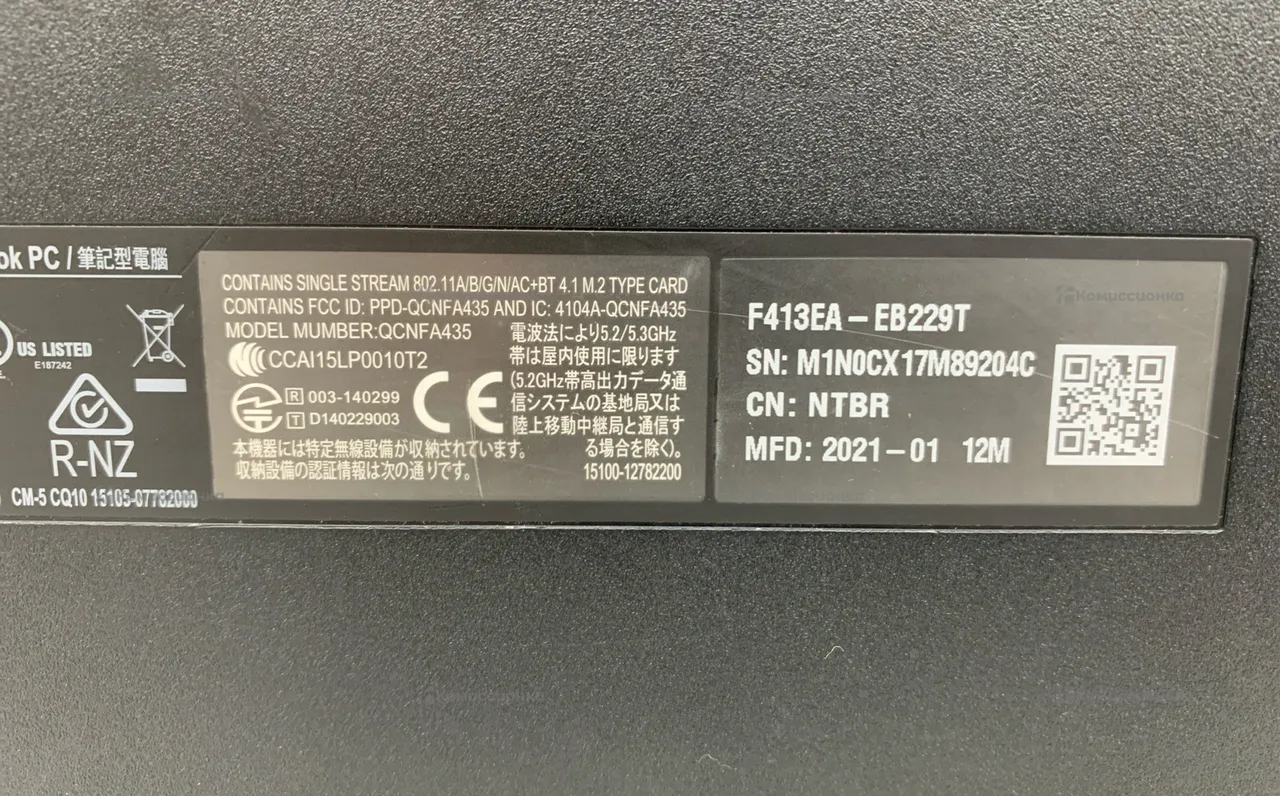 ok PC / 筆記型電腦
US LISTED
E187242
R-NZ
CM-5 CQ10 15105-07782000
CONTAINS SINGLE STREAM 802.11A/B/G/N/AC+BT 4.1 M.2 TYPE CARD
CONTAINS FCC ID: PPD-QCNFA435 AND IC: 4104A-QCNFA435
MODEL MUMBER:QCNFA435
CCAI15LP0010T2
R 003-140299
T D140229003
CE
本機器には特定無線設備が収納されています。
収納設備の認証情報は次の通りです。
電波法により5.2/5.3GHz
帯は屋内使用に限ります
(5.2GHz帯高出力データ通
信システムの基地局又は
陸上移動中継局と通信す
る場合を除く)。
15100-12782200
F413EA-EB229T
SN: M1N0CX17M89204C
CN: NTBR
MFD: 2021-01 12M
Комиссионка